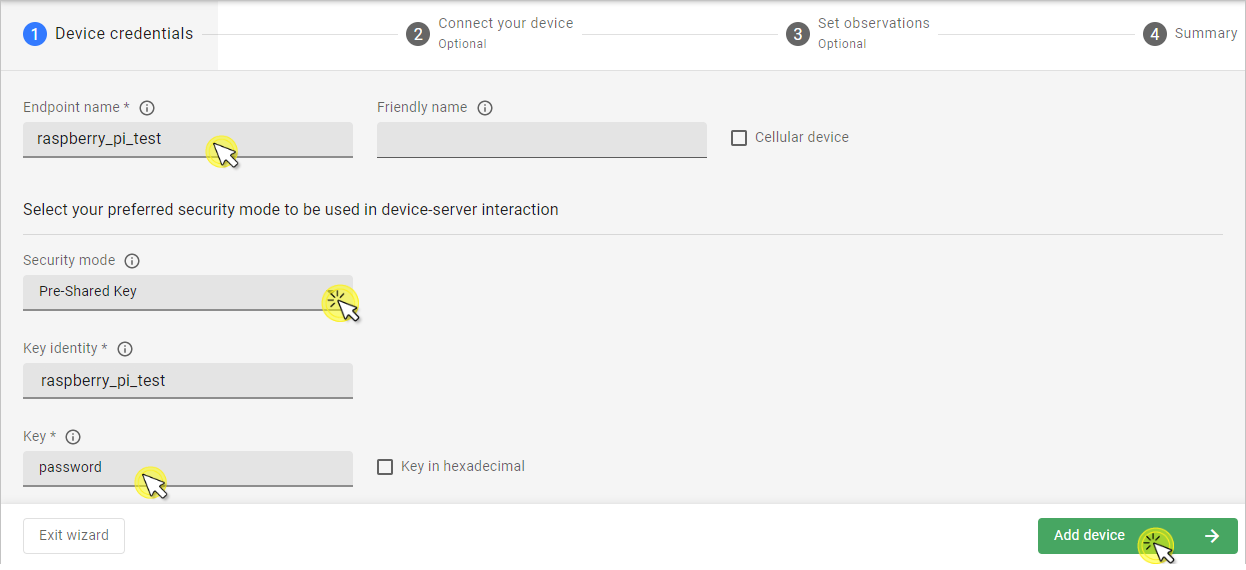 1 Device credentials
2 Connect your device
Optional
3 Set observations
Optional
4 Summary
Endpoint name *
Friendly name
raspberry_pi_test
Cellular device
Select your preferred security mode to be used in device-server interaction
Security mode
Pre-Shared Key
Key identity *
raspberry_pi_test
Key *
password
Key in hexadecimal
Exit wizard
Add device